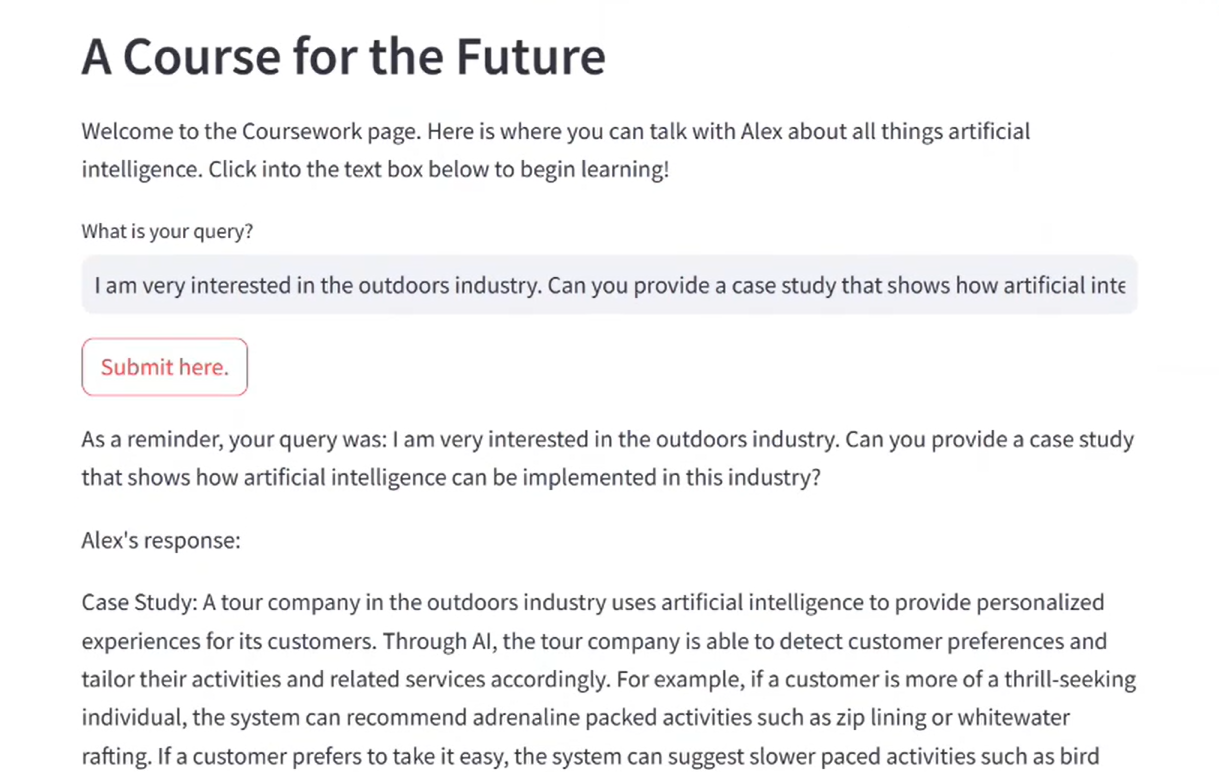 A Course for the Future
Welcome to the Coursework page. Here is where you can talk with Alex about all things artificial
intelligence. Click into the text box below to begin learning!
What is your query?
I am very interested in the outdoors industry. Can you provide a case study that shows how artificial inte
Submit here.
As a reminder, your query was: I am very interested in the outdoors industry. Can you provide a case study
that shows how artificial intelligence can be implemented in this industry?
Alex's response:
Case Study: A tour company in the outdoors industry uses artificial intelligence to provide personalized
experiences for its customers. Through AI, the tour company is able to detect customer preferences and
tailor their activities and related services accordingly. For example, if a customer is more of a thrill-seeking
individual, the system can recommend adrenaline packed activities such as zip lining or whitewater
rafting. If a customer prefers to take it easy, the system can suggest slower paced activities such as bird